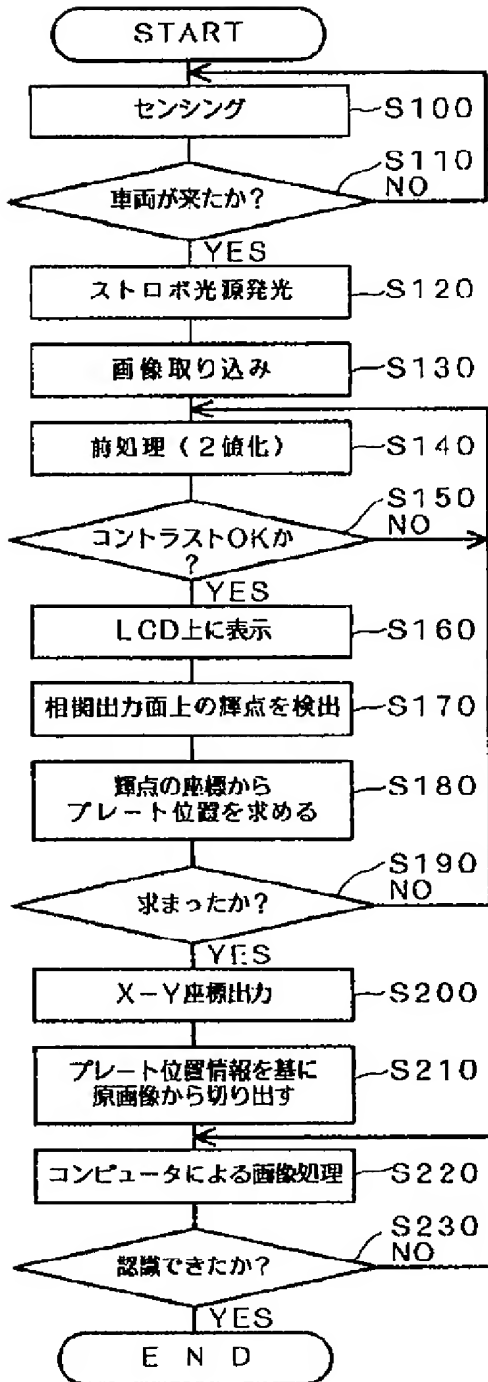 START
センシング
S100
S110
NO
車両が来たか?
YES
ストロボ光源発光
S120
画像取り込み
S130
前処理(2値化)
S140
S150
NO
コントラストOKか
?
YES
LCD上に表示
S160
相関出力面上の輝点を検出
S170
輝点の座標から
プレート位置を求める
S180
S190
NO
求まったか?
YES
X-Y座標出力
S200
プレート位置情報を基に
原画像から切り出す
S210
コンピュータによる画像処理
S220
S230
NO
認識できたか?
YES
END